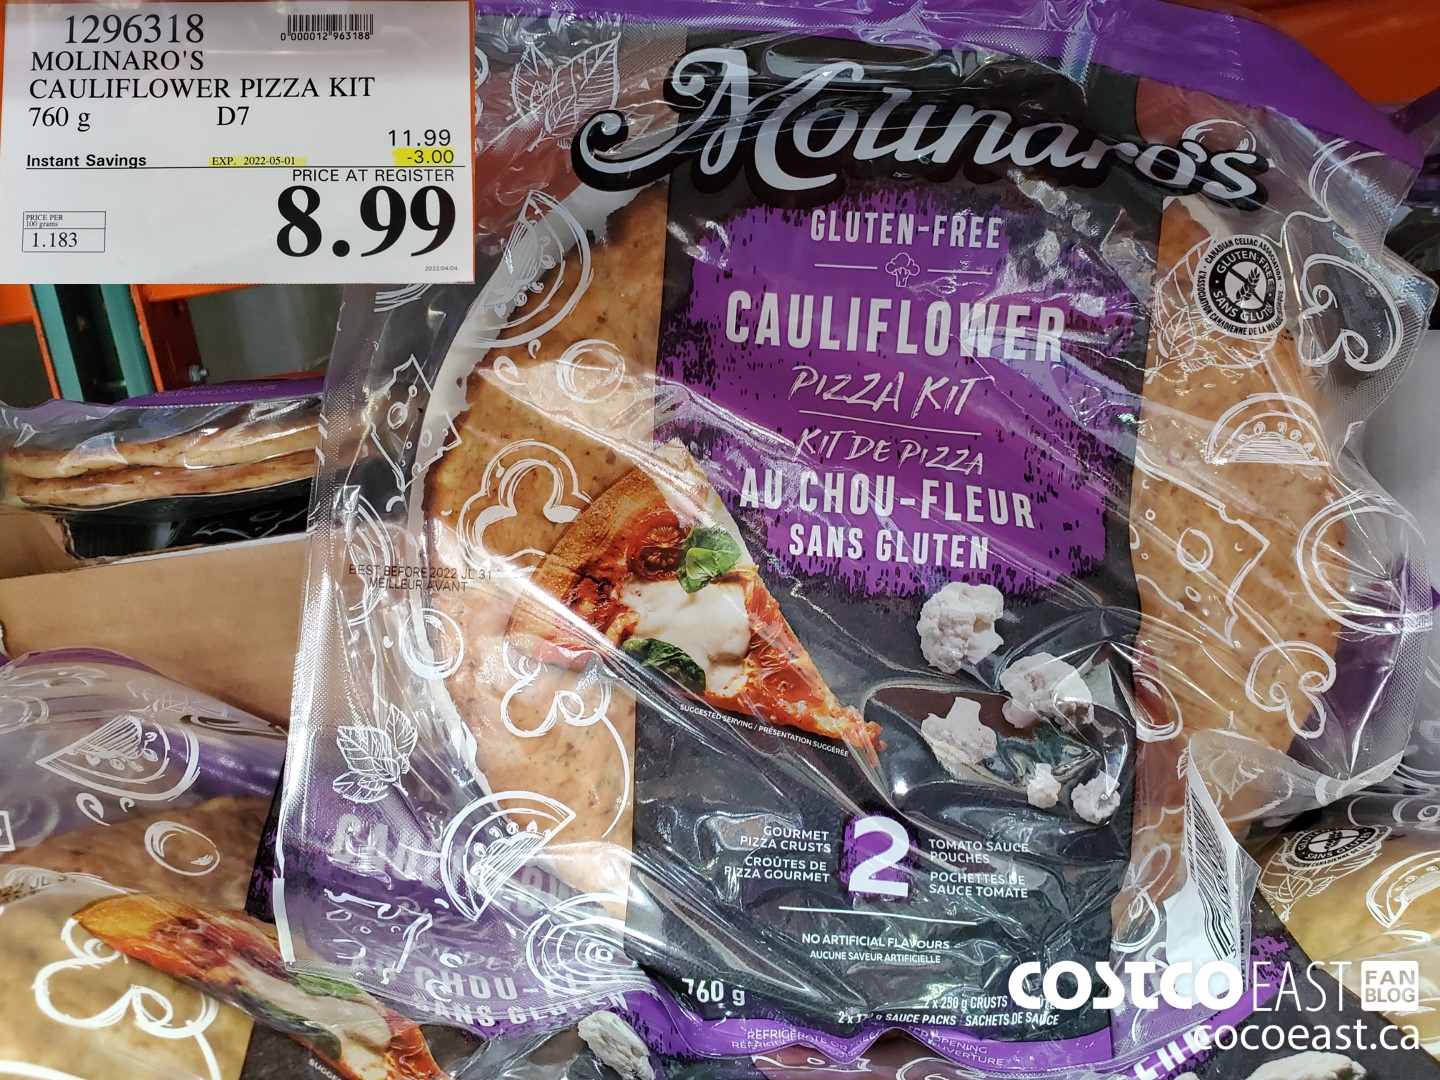 1296318
0 000012 963188
MOLINARO'S
CAULIFLOWER PIZZA KIT
760 g D7
11.99
Instant Savings EXP. 2022-05-01 -3.00
PRICE AT REGISTER
8.99
PRICE PER
100 grams
1.183
2022/04/04
Molinaro's
GLUTEN-FREE
CAULIFLOWER
PIZZA KIT
KIT DE PIZZA
AU CHOU-FLEUR
SANS GLUTEN
GLUTEN-FREE
SANS GLUTEN
BEST BEFORE 2022 JL 31
MEILLEUR AVANT
SUGGESTED SERVING / PRÉSENTATION SUGGÉRÉE
GOURMET
PIZZA CRUSTS
CROÛTES DE
PIZZA GOURMET
2
TOMATO SAUCE
POUCHES
POCHETTES DE
SAUCE TOMATE
NO ARTIFICIAL FLAVOURS
AUCUNE SAVEUR ARTIFICIELLE
760 g
2 x 250 g CRUSTS
SAUCE PACKS SACHETS DE SAUCE
COSTCO EAST FAN BLOG
cocoeast.ca